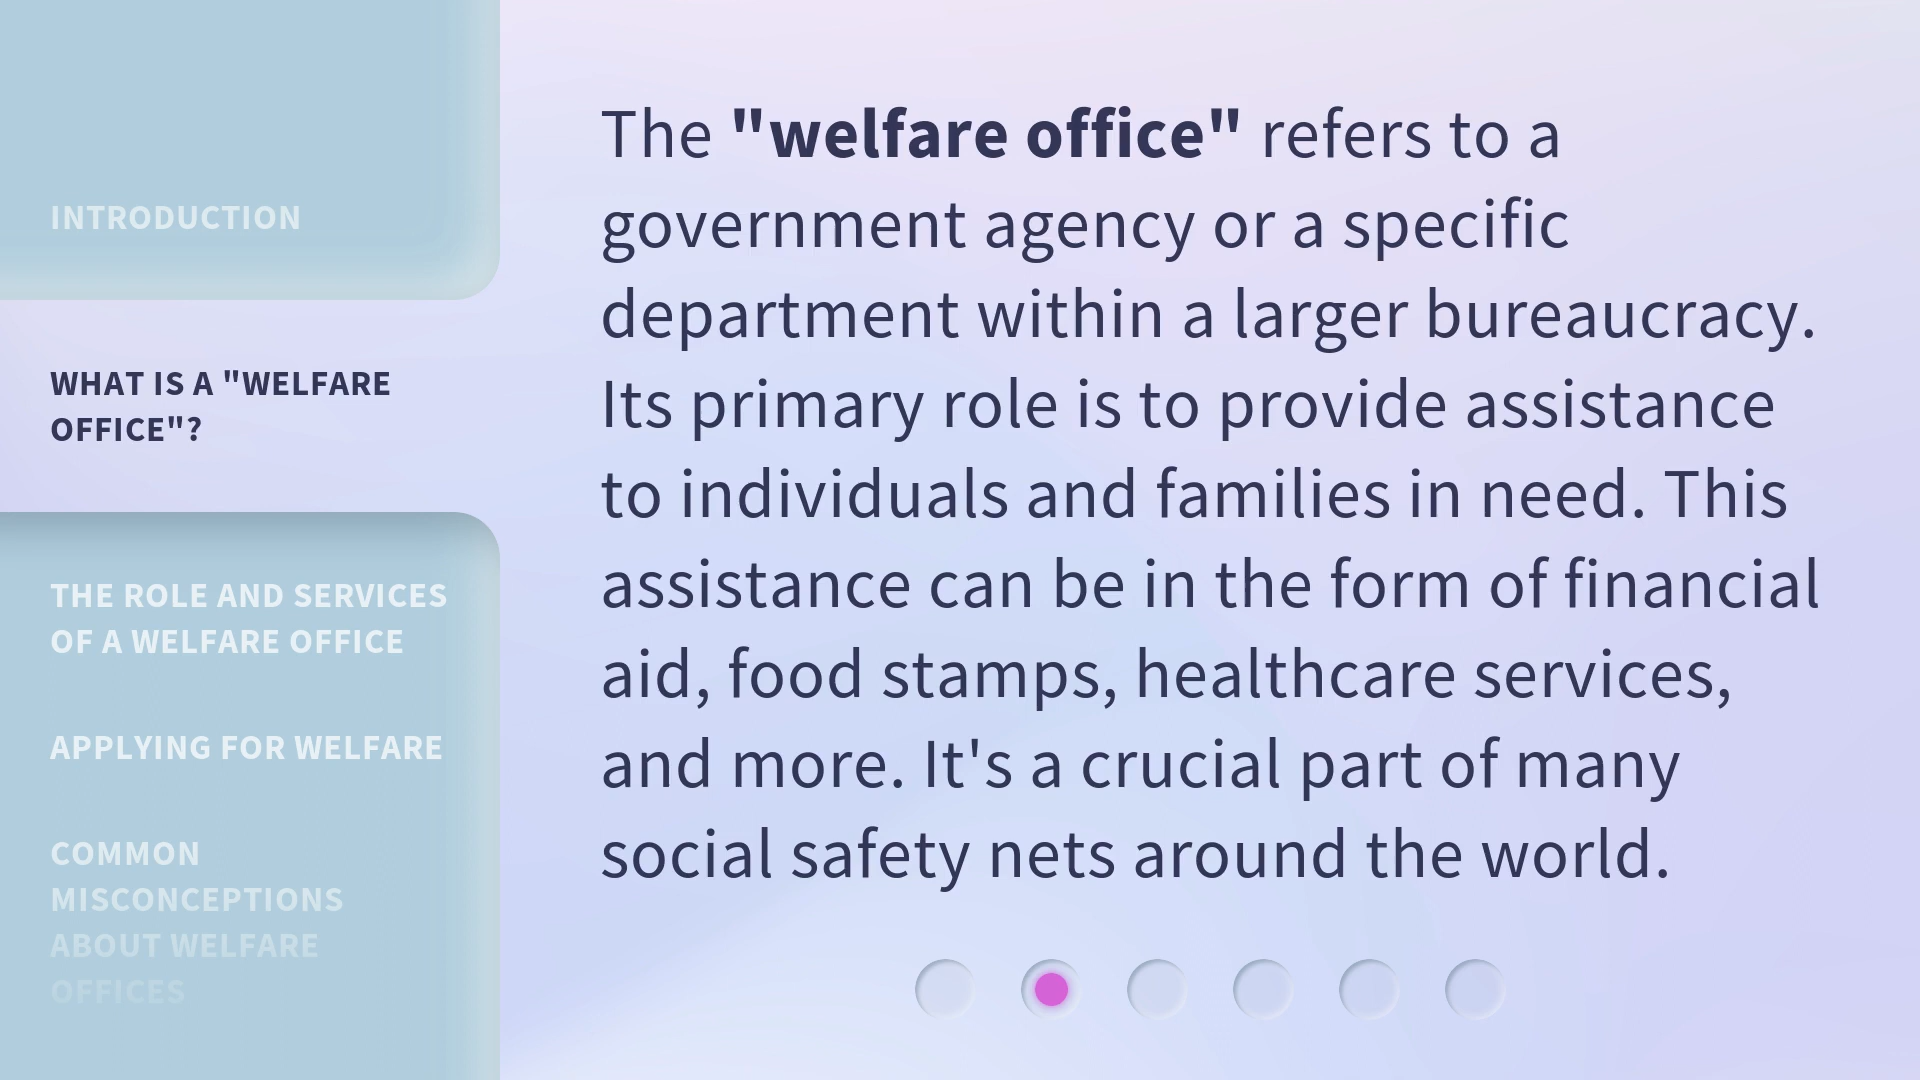 INTRODUCTION
WHAT IS A "WELFARE
OFFICE"?
THE ROLE AND SERVICES
OF A WELFARE OFFICE
APPLYING FOR WELFARE
COMMON
MISCONCEPTIONS
ABOUT WELFARE
OFFICES
The "welfare office" refers to a
government agency or a specific
department within a larger bureaucracy.
Its primary role is to provide assistance
to individuals and families in need. This
assistance can be in the form of financial
aid, food stamps, healthcare services,
and more. It's a crucial part of many
social safety nets around the world.